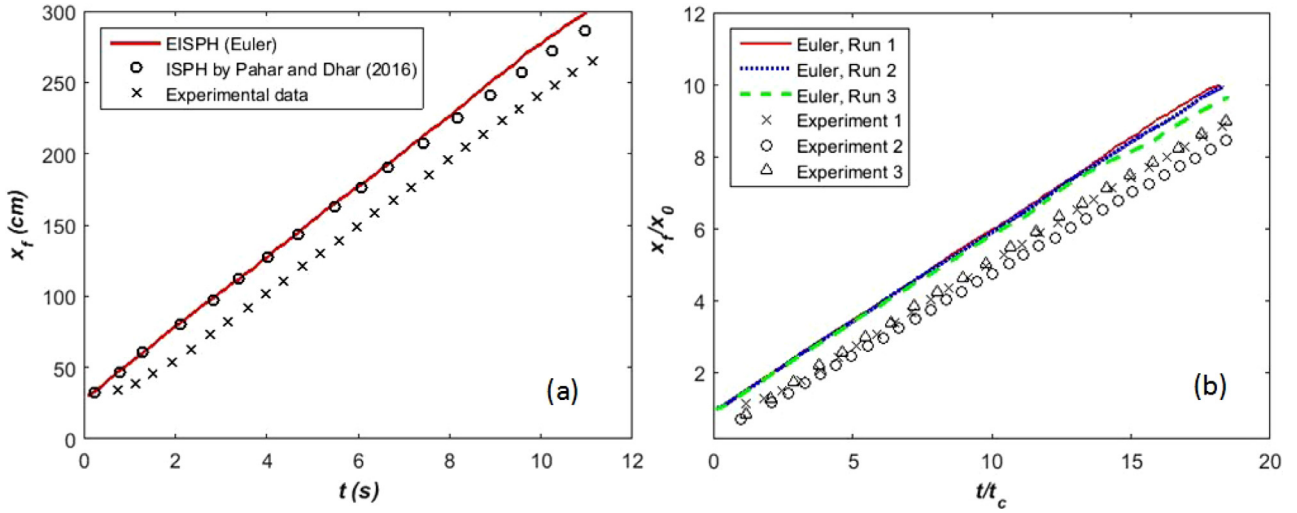 300
250
200
150
100
50
0
x_f (cm)
EISPH (Euler)
ISPH by Pahar and Dhar (2016)
Experimental data
(a)
0 2 4 6 8 10 12
t (s)
12
10
8
6
4
2
x_f/x_0
Euler, Run 1
Euler, Run 2
Euler, Run 3
Experiment 1
Experiment 2
Experiment 3
(b)
0 5 10 15 20
t/t_c